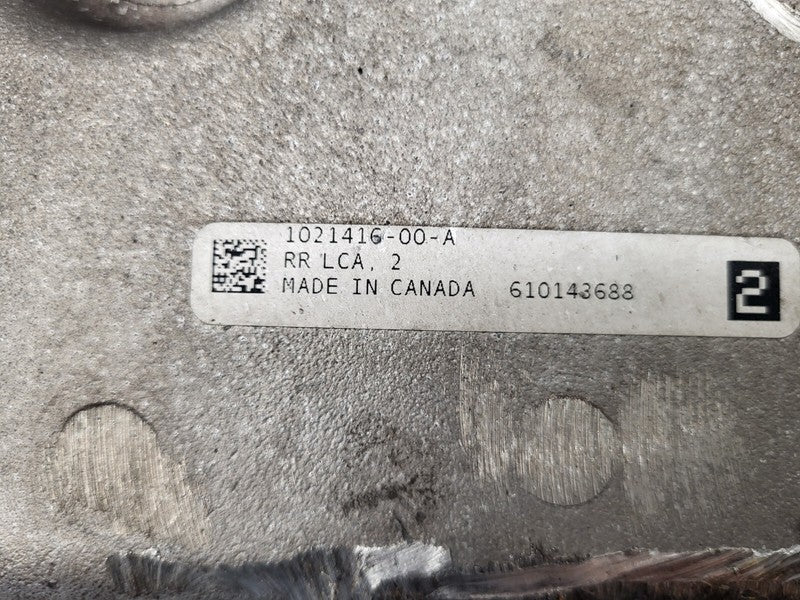 1021416-00-A
RR LCA, 2
MADE IN CANADA 610143688
2